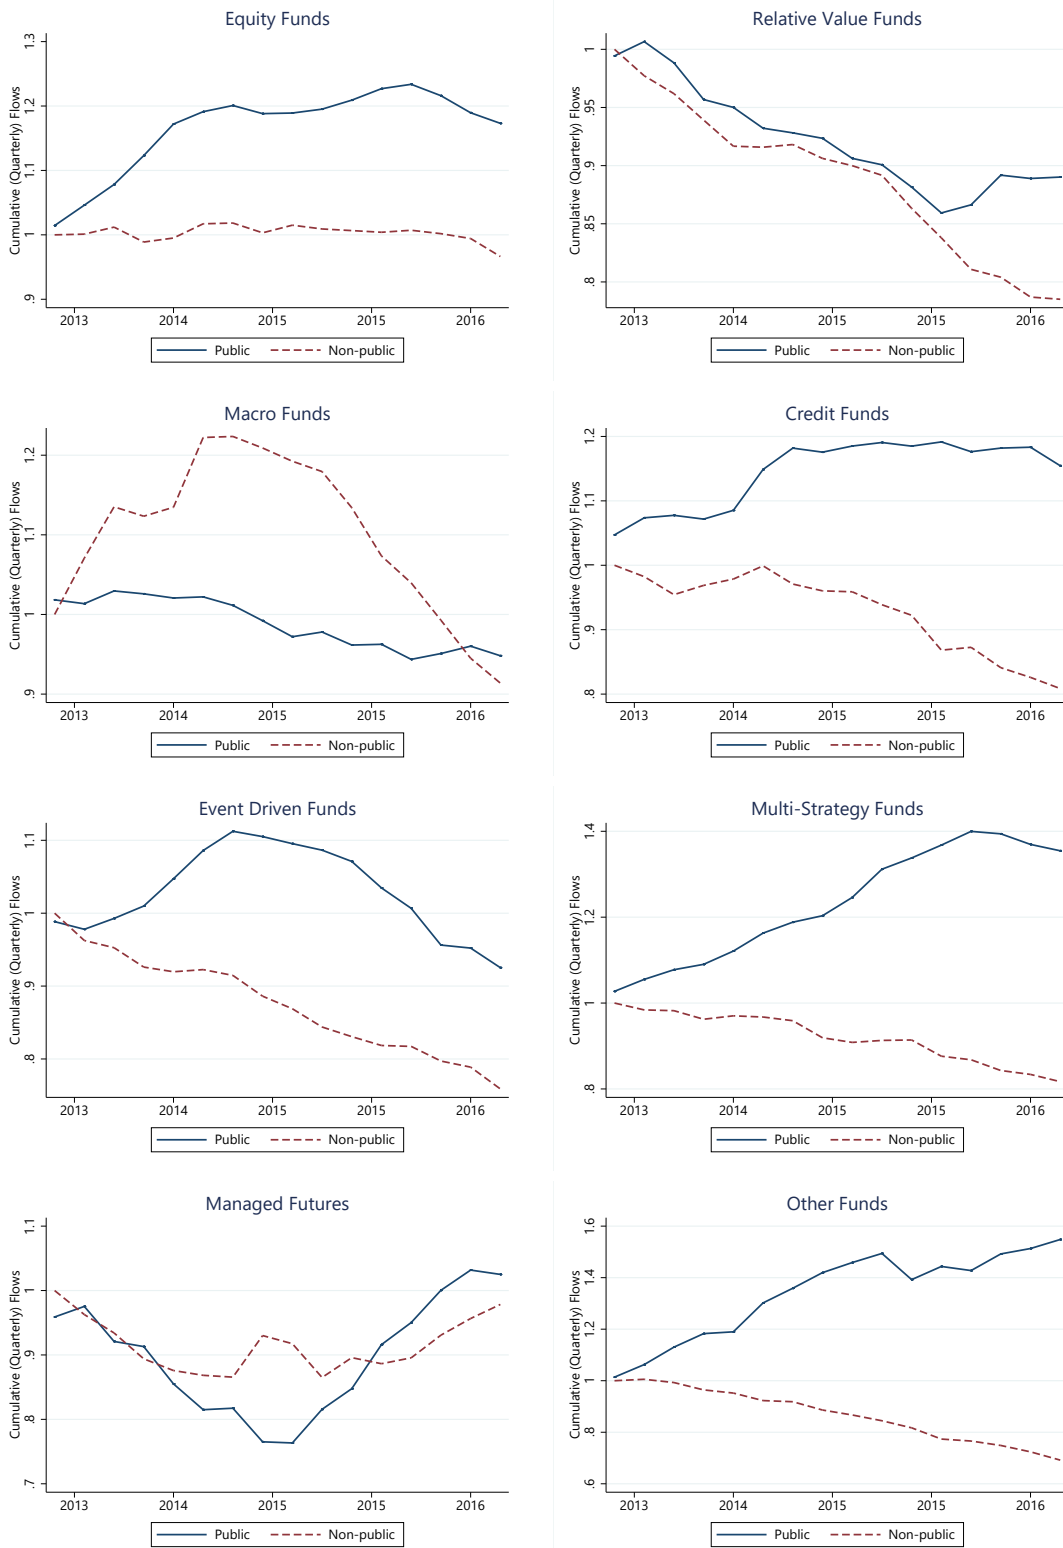 Equity Funds
Cumulative (Quarterly) Flows
1.3
1.2
1.1
1
.9
2013 2014 2015 2015 2016
Public Non-public
Relative Value Funds
Cumulative (Quarterly) Flows
1
.95
.9
.85
.8
2013 2014 2015 2015 2016
Public Non-public
Macro Funds
Cumulative (Quarterly) Flows
1.2
1.1
1
.9
2013 2014 2015 2015 2016
Public Non-public
Credit Funds
Cumulative (Quarterly) Flows
1.2
1.1
1
.9
.8
2013 2014 2015 2015 2016
Public Non-public
Event Driven Funds
Cumulative (Quarterly) Flows
1.1
1
.9
.8
2013 2014 2015 2015 2016
Public Non-public
Multi-Strategy Funds
Cumulative (Quarterly) Flows
1.4
1.2
1
.8
2013 2014 2015 2015 2016
Public Non-public
Managed Futures
Cumulative (Quarterly) Flows
1.1
1
.9
.8
.7
2013 2014 2015 2015 2016
Public Non-public
Other Funds
Cumulative (Quarterly) Flows
1.6
1.4
1.2
1
.8
.6
2013 2014 2015 2015 2016
Public Non-public